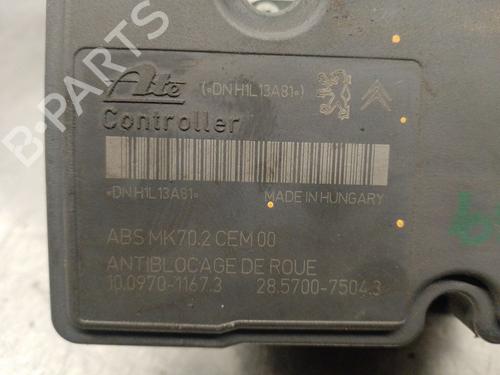 Ate (*DNH1L13A81*)
Controller
*DNH1L13A81* MADE IN HUNGARY
ABS MK70.2 CEM 00
ANTIBLOCAGE DE ROUE
10.0970-1167.3 28.5700-7504.3
B-PARTS